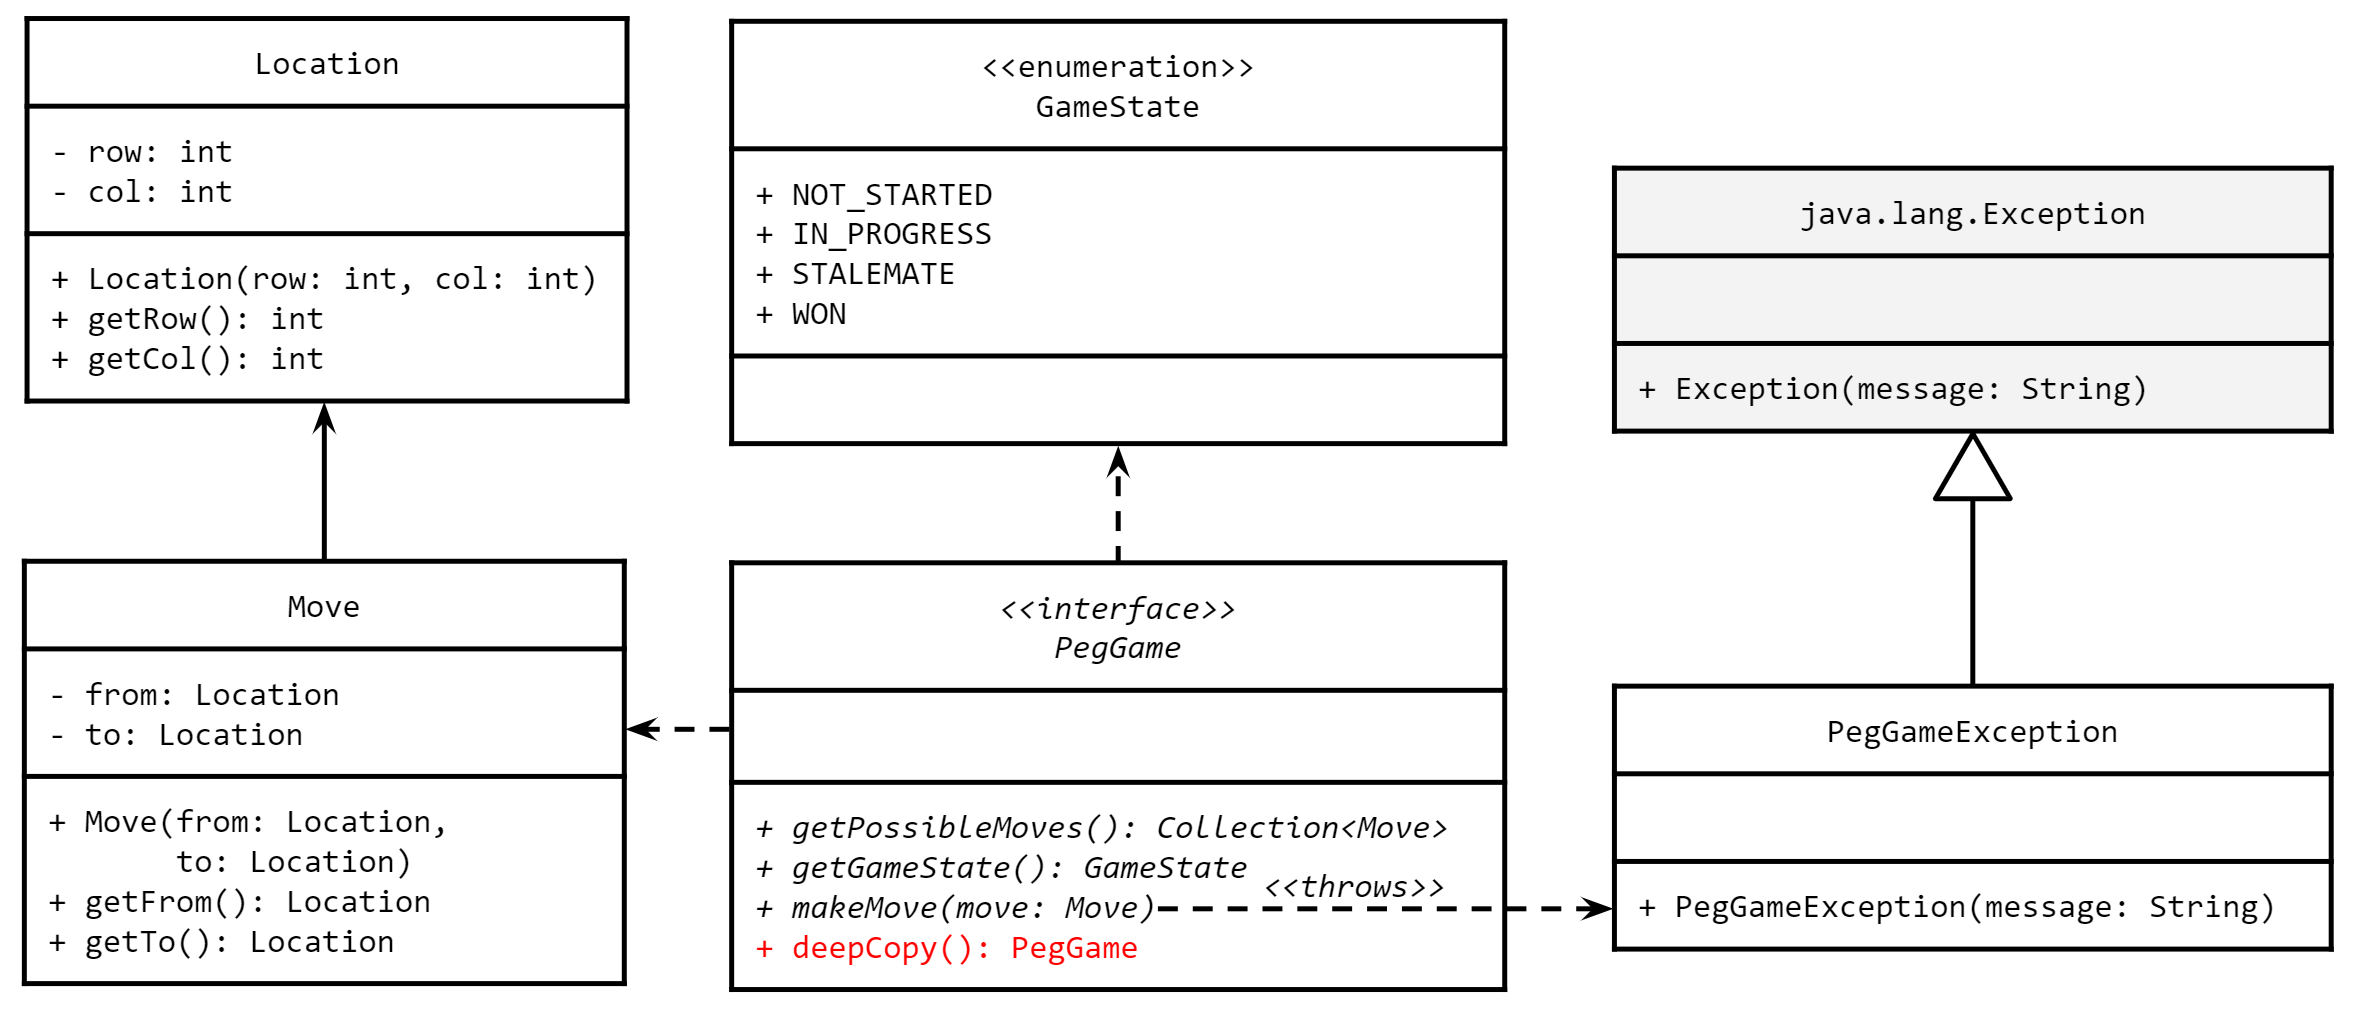 Location
- row: int
- col: int
+ Location(row: int, col: int)
+ getRow(): int
+ getCol(): int
<<enumeration>>
GameState
+ NOT_STARTED
+ IN_PROGRESS
+ STALEMATE
+ WON
java.lang.Exception
+ Exception(message: String)
Move
- from: Location
- to: Location
+ Move(from: Location,
to: Location)
+ getFrom(): Location
+ getTo(): Location
<<interface>>
PegGame
+ getPossibleMoves(): Collection<Move>
+ getGameState(): GameState
<<throws>>
+ makeMove(move: Move)
+ deepCopy(): PegGame
PegGameException
+ PegGameException(message: String)